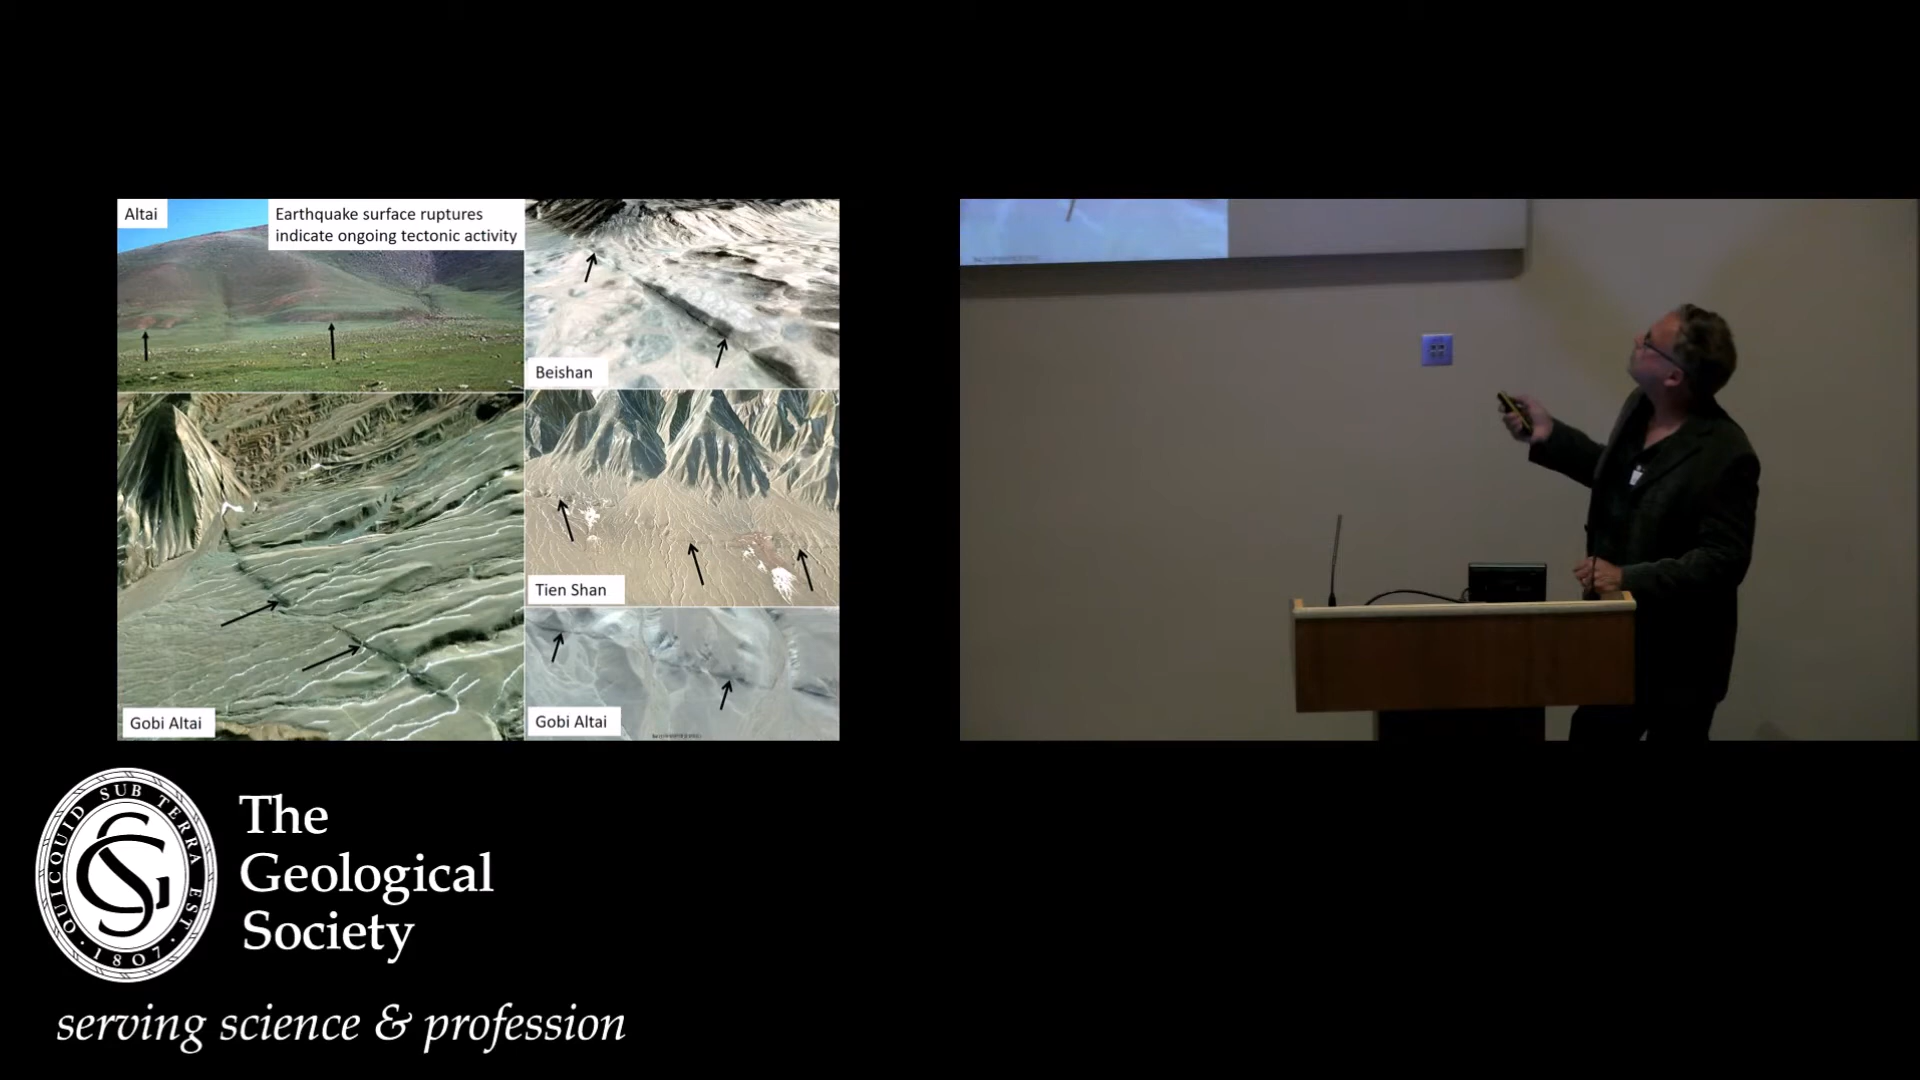 Altai
Earthquake surface ruptures
indicate ongoing tectonic activity
Beishan
Tien Shan
Gobi Altai
Gobi Altai
QUICQUID SUB TERRA EST
· 1807 ·
The
Geological
Society
serving science & profession